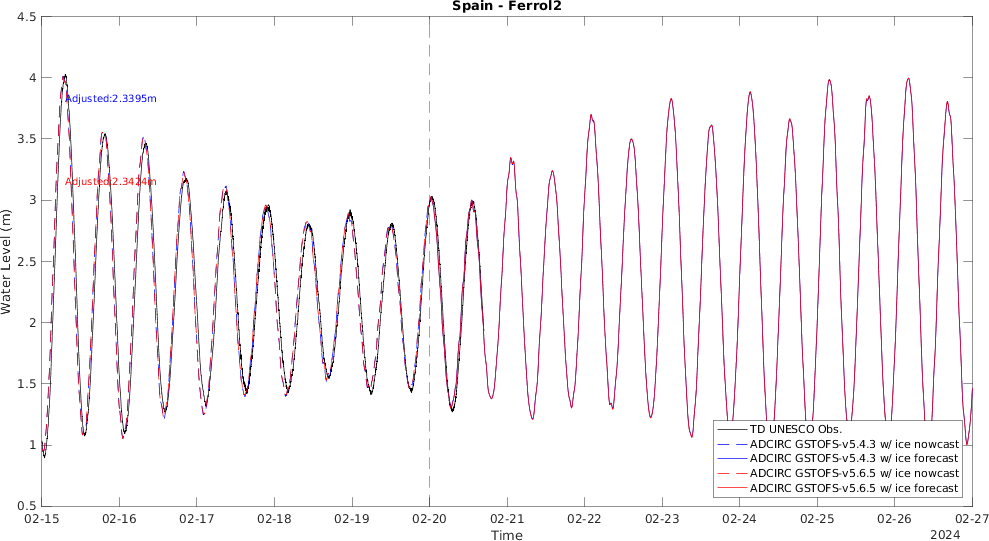 Spain - Ferrol2
4.5
4
3.5
3
2.5
2
1.5
1
0.5
Water Level (m)
Adjusted:2.3395m
Adjusted:2.3424m
TD UNESCO Obs.
ADCIRC GSTOFS-v5.4.3 w/ ice nowcast
ADCIRC GSTOFS-v5.4.3 w/ ice forecast
ADCIRC GSTOFS-v5.6.5 w/ ice nowcast
ADCIRC GSTOFS-v5.6.5 w/ ice forecast
02-15 02-16 02-17 02-18 02-19 02-20 02-21 02-22 02-23 02-24 02-25 02-26 02-27
Time
2024